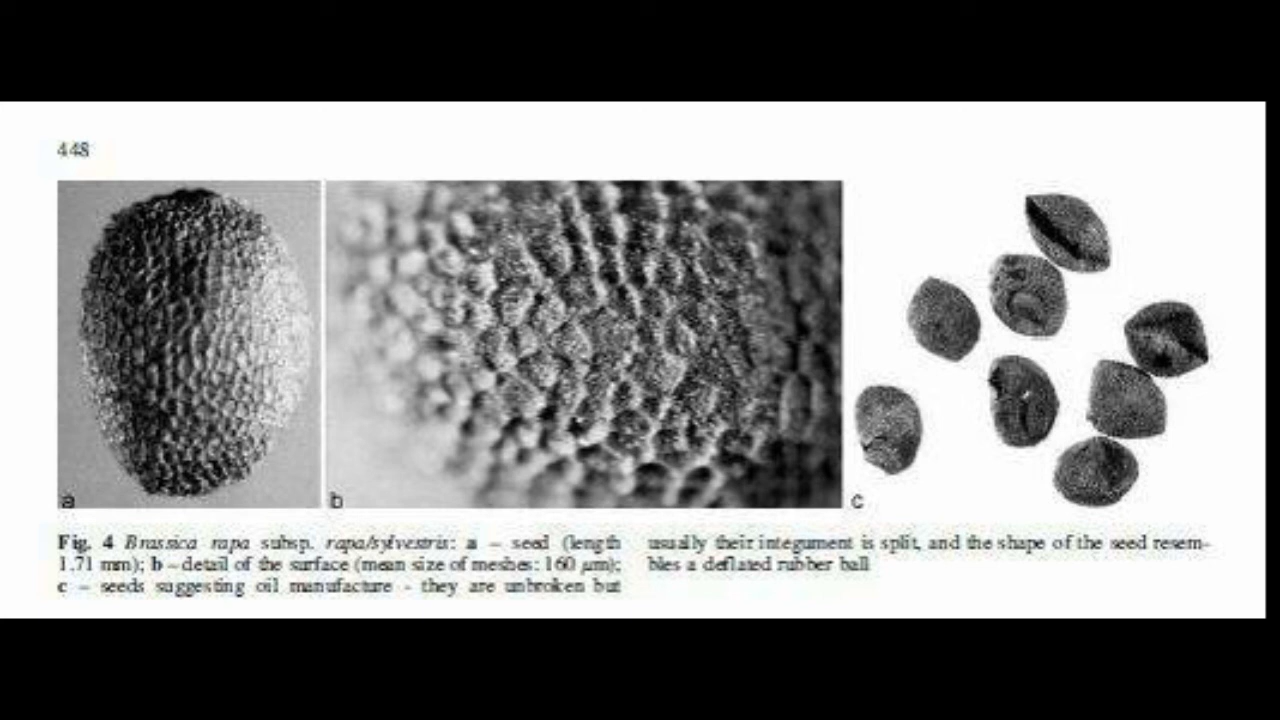 448
a
b
c
Fig. 4 Brassica rapa subsp. rapa/sylvestris: a – seed (length
1.71 mm); b – detail of the surface (mean size of meshes: 160 µm);
c – seeds suggesting oil manufacture - they are unbroken but
usually their integument is split, and the shape of the seed resem-
bles a deflated rubber ball